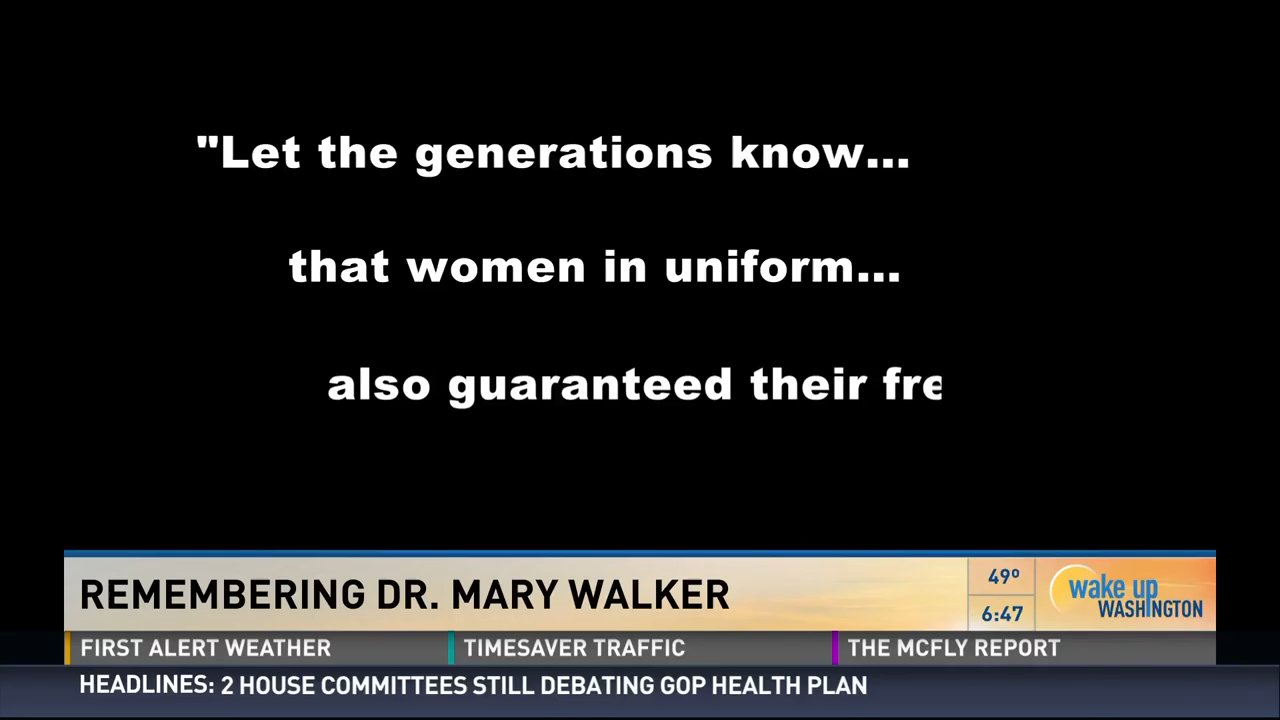 "Let the generations know...
that women in uniform...
also guaranteed their fre
REMEMBERING DR. MARY WALKER
49º
6:47
wake up
WASHINGTON
FIRST ALERT WEATHER
TIMESAVER TRAFFIC
THE MCFLY REPORT
HEADLINES: 2 HOUSE COMMITTEES STILL DEBATING GOP HEALTH PLAN